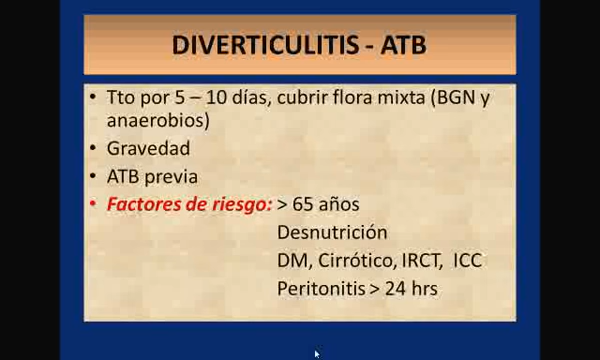 DIVERTICULITIS - ATB
• Tto por 5 – 10 días, cubrir flora mixta (BGN y
anaerobios)
• Gravedad
• ATB previa
• Factores de riesgo: > 65 años
Desnutrición
DM, Cirrótico, IRCT, ICC
Peritonitis > 24 hrs